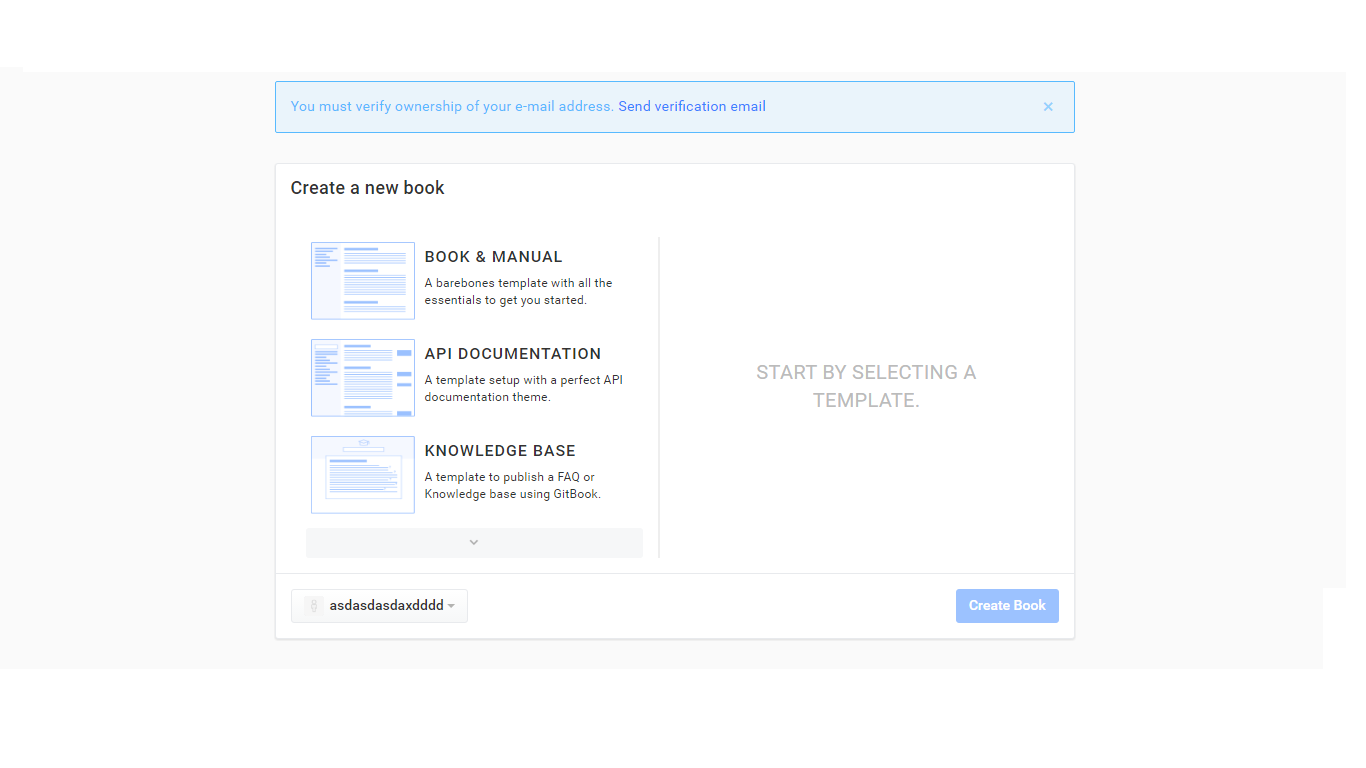 You must verify ownership of your e-mail address. Send verification email
Create a new book
BOOK & MANUAL
A barebones template with all the
essentials to get you started.
API DOCUMENTATION
A template setup with a perfect API
documentation theme.
KNOWLEDGE BASE
A template to publish a FAQ or
Knowledge base using GitBook.
START BY SELECTING A
TEMPLATE.
asdasdasdaxdddd
Create Book